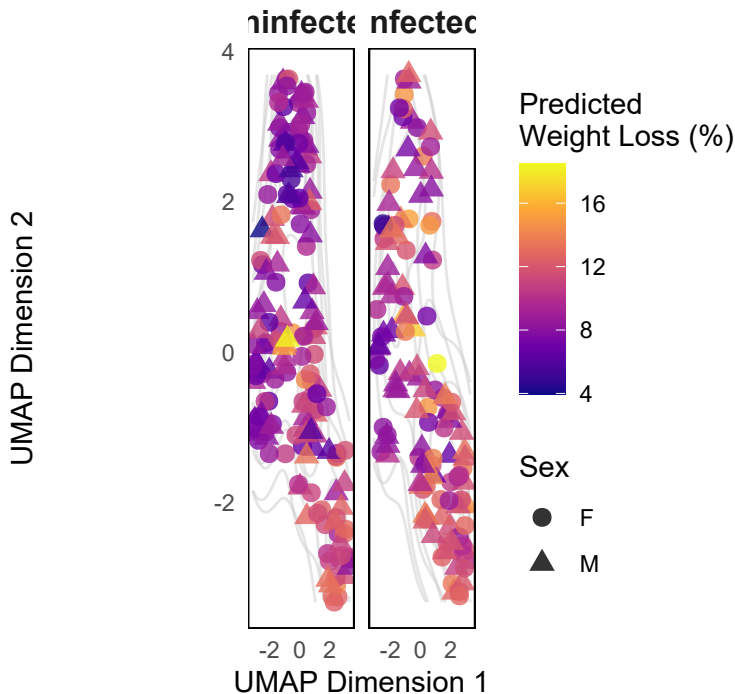 ninfecte nfected
4
2
0
-2
-2 0 2 -2 0 2
UMAP Dimension 1
UMAP Dimension 2
Predicted
Weight Loss (%)
16
12
8
4
Sex
F
M